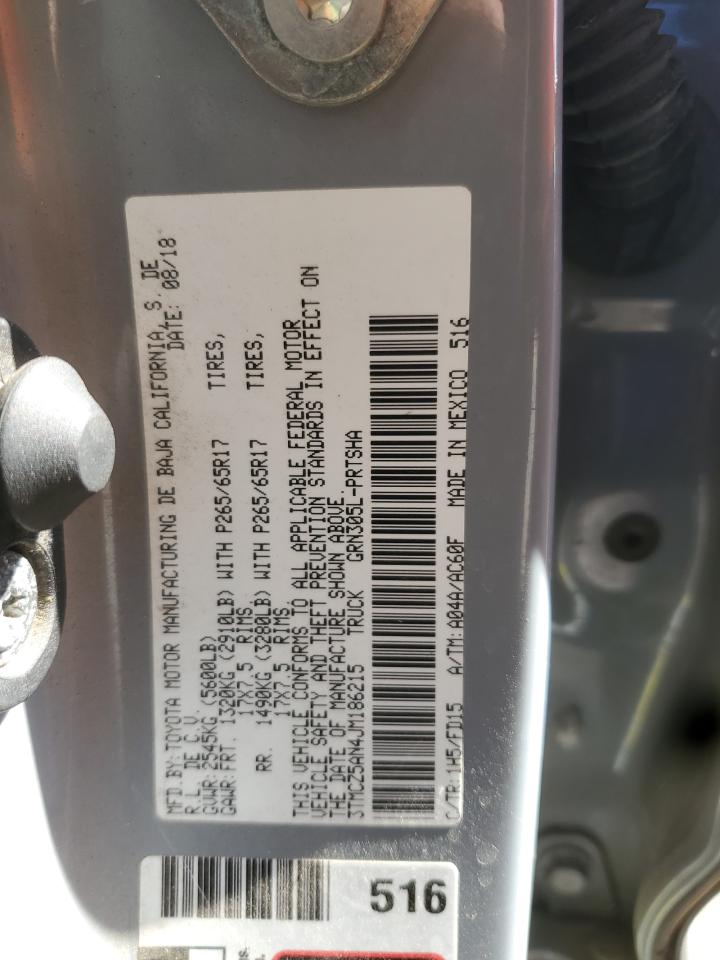 MFD.BY:TOYOTA MOTOR MANUFACTURING DE BAJA CALIFORNIA, S. DE
R.L. DE C.V. DATE: 08/18
GVWR:2545KG (5600LB)
GAWR:FRT. 1320KG (2910LB) WITH P265/65R17 TIRES,
17X7.5 RIMS
RR. 1490KG (3280LB) WITH P265/65R17 TIRES,
17X7.5 RIMS.
THIS VEHICLE CONFORMS TO ALL APPLICABLE FEDERAL MOTOR
VEHICLE SAFETY AND THEFT PREVENTION STANDARDS IN EFFECT ON
THE DATE OF MANUFACTURE SHOWN ABOVE.
3TMCZ5AN4JM186215 TRUCK GRN305L-PRTSHA
C/TR:1H5/FD15 A/TM:A04A/AC60F MADE IN MEXICO 516
516